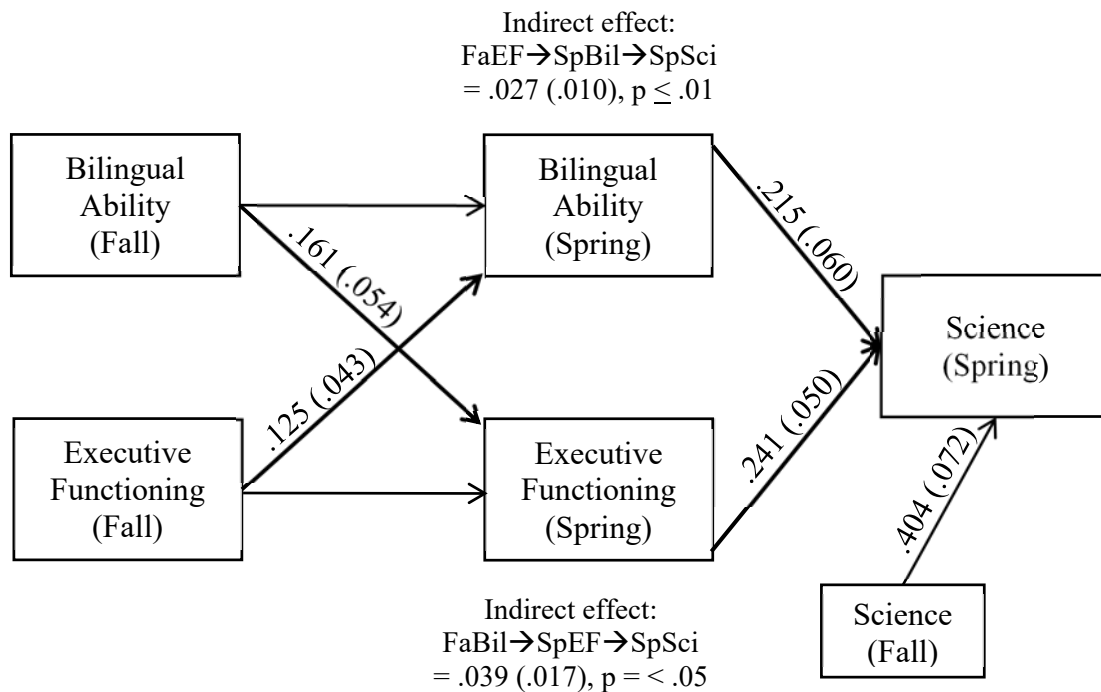 Indirect effect:
FaEF→SpBil→SpSci
= .027 (.010), p ≤ .01
Bilingual
Ability
(Fall)
Bilingual
Ability
(Spring)
.161 (.054)
.215 (.060)
Science
(Spring)
.125 (.043)
.241 (.050)
Executive
Functioning
(Fall)
Executive
Functioning
(Spring)
.404 (.072)
Indirect effect:
FaBil→SpEF→SpSci
= .039 (.017), p = < .05
Science
(Fall)